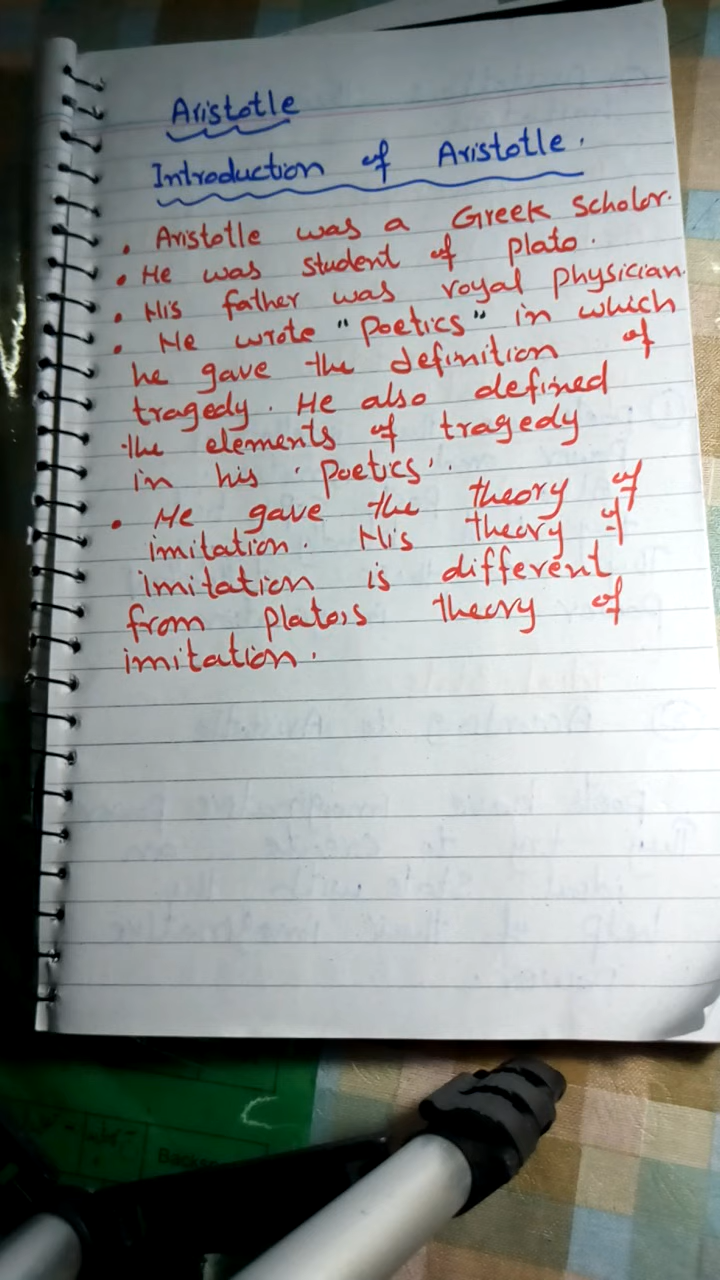 Aristotle
Introduction of Aristotle.
• Aristotle was a Greek Scholor.
• He was student of plato.
• His father was royal physician.
• He wrote "poetics" in which
he gave the definition of
tragedy. He also defined
the elements of tragedy
in his 'poetics'.
• He gave the theory of
imitation. His theory of
imitation is different
from plato,s theory of
imitation.